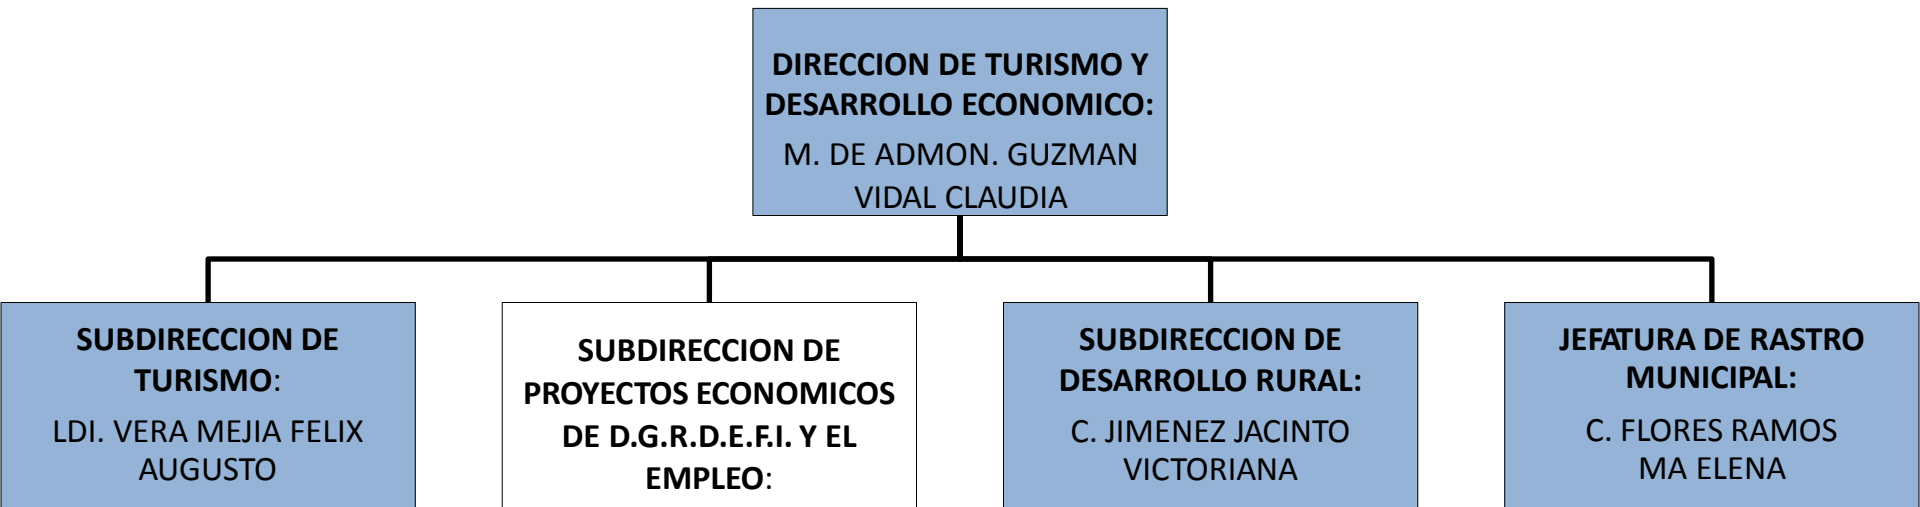 DIRECCION DE TURISMO Y
DESARROLLO ECONOMICO:
M. DE ADMON. GUZMAN
VIDAL CLAUDIA
SUBDIRECCION DE
TURISMO:
LDI. VERA MEJIA FELIX
AUGUSTO
SUBDIRECCION DE
PROYECTOS ECONOMICOS
DE D.G.R.D.E.F.I. Y EL
EMPLEO:
SUBDIRECCION DE
DESARROLLO RURAL:
C. JIMENEZ JACINTO
VICTORIANA
JEFATURA DE RASTRO
MUNICIPAL:
C. FLORES RAMOS
MA ELENA